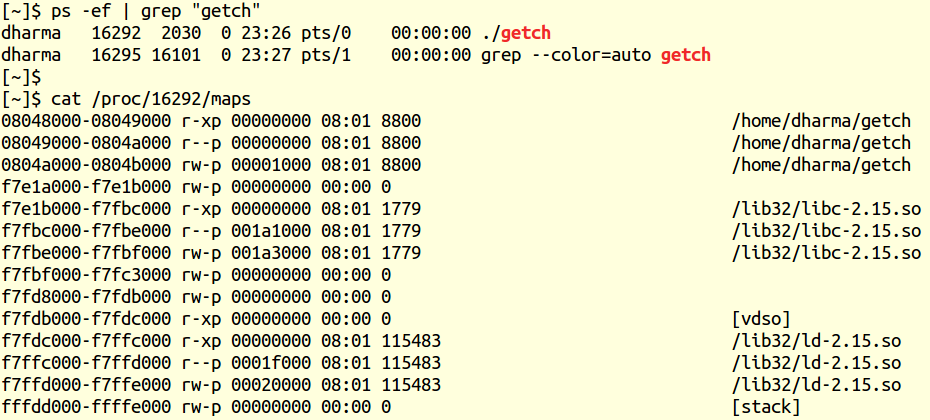 [~]$ ps -ef | grep "getch"
dharma   16292  2030  0 23:26 pts/0    00:00:00 ./getch
dharma   16295 16101  0 23:27 pts/1    00:00:00 grep --color=auto getch
[~]$
[~]$ cat /proc/16292/maps
08048000-08049000 r-xp 00000000 08:01 8800                               /home/dharma/getch
08049000-0804a000 r--p 00000000 08:01 8800                               /home/dharma/getch
0804a000-0804b000 rw-p 00001000 08:01 8800                               /home/dharma/getch
f7e1a000-f7e1b000 rw-p 00000000 00:00 0
f7e1b000-f7fbc000 r-xp 00000000 08:01 1779                               /lib32/libc-2.15.so
f7fbc000-f7fbe000 r--p 001a1000 08:01 1779                               /lib32/libc-2.15.so
f7fbe000-f7fbf000 rw-p 001a3000 08:01 1779                               /lib32/libc-2.15.so
f7fbf000-f7fc3000 rw-p 00000000 00:00 0
f7fd8000-f7fdb000 rw-p 00000000 00:00 0
f7fdb000-f7fdc000 r-xp 00000000 00:00 0                                  [vdso]
f7fdc000-f7ffc000 r-xp 00000000 08:01 115483                             /lib32/ld-2.15.so
f7ffc000-f7ffd000 r--p 0001f000 08:01 115483                             /lib32/ld-2.15.so
f7ffd000-f7ffe000 rw-p 00020000 08:01 115483                             /lib32/ld-2.15.so
fffdd000-ffffe000 rw-p 00000000 00:00 0                                  [stack]